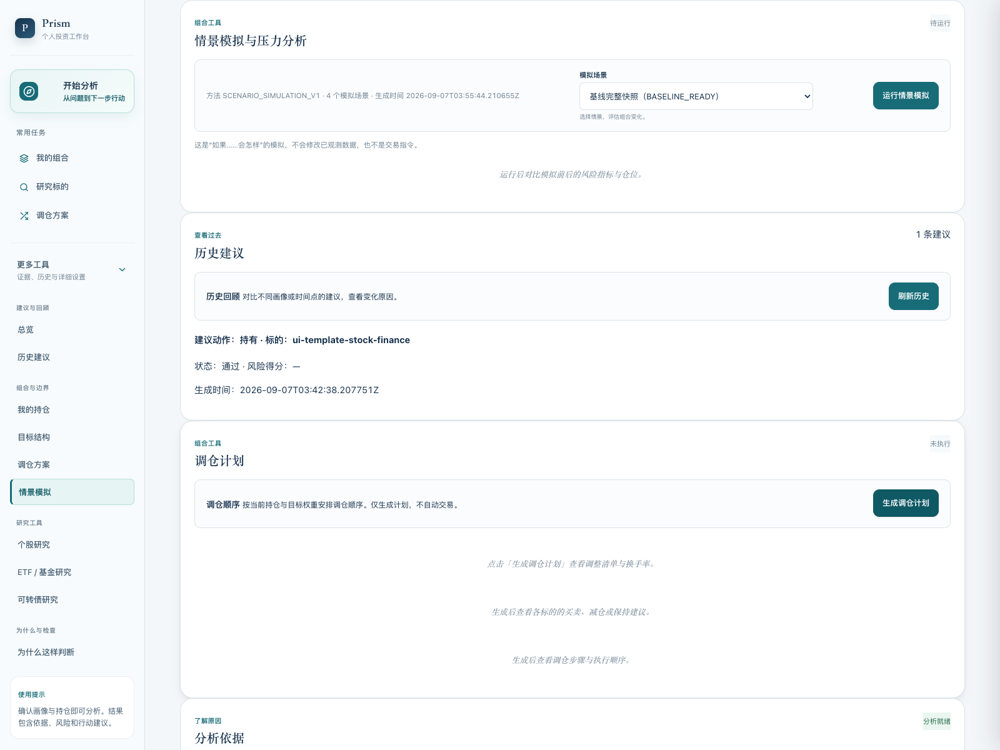 P
Prism
个人投资工作台
开始分析
从问题到下一步行动
常用任务
我的组合
研究标的
调仓方案
更多工具
证据、历史与详细设置
建议与回顾
总览
历史建议
组合与边界
我的持仓
目标结构
调仓方案
情景模拟
研究工具
个股研究
ETF / 基金研究
可转债研究
为什么与检查
为什么这样判断
使用提示
确认画像与持仓即可分析。结果
包含依据、风险和行动建议。
组合工具
待运行
情景模拟与压力分析
方法 SCENARIO_SIMULATION_V1 · 4 个模拟场景 · 生成时间 2026-09-07T03:55:44.210655Z
模拟场景
基线完整快照（BASELINE_READY）
选择情景，评估组合变化。
运行情景模拟
这是“如果……会怎样”的模拟，不会修改已观测数据，也不是交易指令。
运行后对比模拟前后的风险指标与仓位。
查看过去
1 条建议
历史建议
历史回顾 对比不同画像或时间点的建议，查看变化原因。
刷新历史
建议动作：持有 · 标的：ui-template-stock-finance
状态：通过 · 风险得分：—
生成时间：2026-09-07T03:42:38.207751Z
组合工具
未执行
调仓计划
调仓顺序 按当前持仓与目标权重安排调仓顺序。仅生成计划，不自动交易。
生成调仓计划
点击「生成调仓计划」查看调整清单与换手率。
生成后查看各标的的买卖、减仓或保持建议。
生成后查看调仓步骤与执行顺序。
了解原因
分析就绪
分析依据